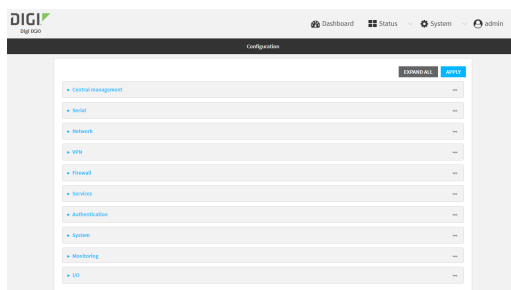 DIGI
Digi IX20
Dashboard
Status
System
admin
Configuration
EXPAND ALL
APPLY
Central management
Serial
Network
VPN
Firewall
Services
Authentication
System
Monitoring
I/O